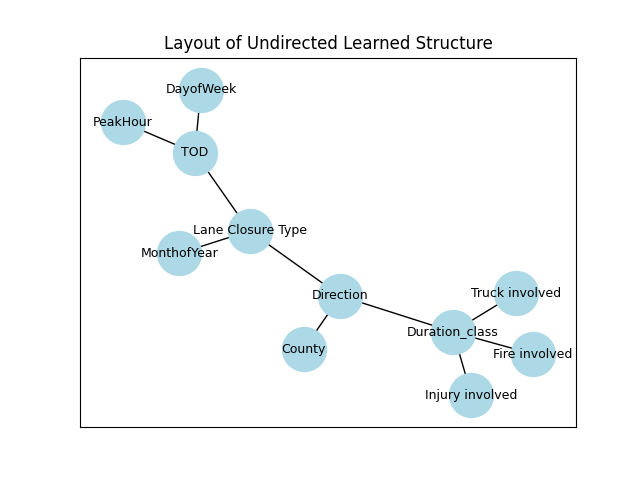 Layout of Undirected Learned Structure
DayofWeek
PeakHour
TOD
Lane Closure Type
MonthofYear
Truck involved
Direction
Duration_class
County
Fire involved
Injury involved